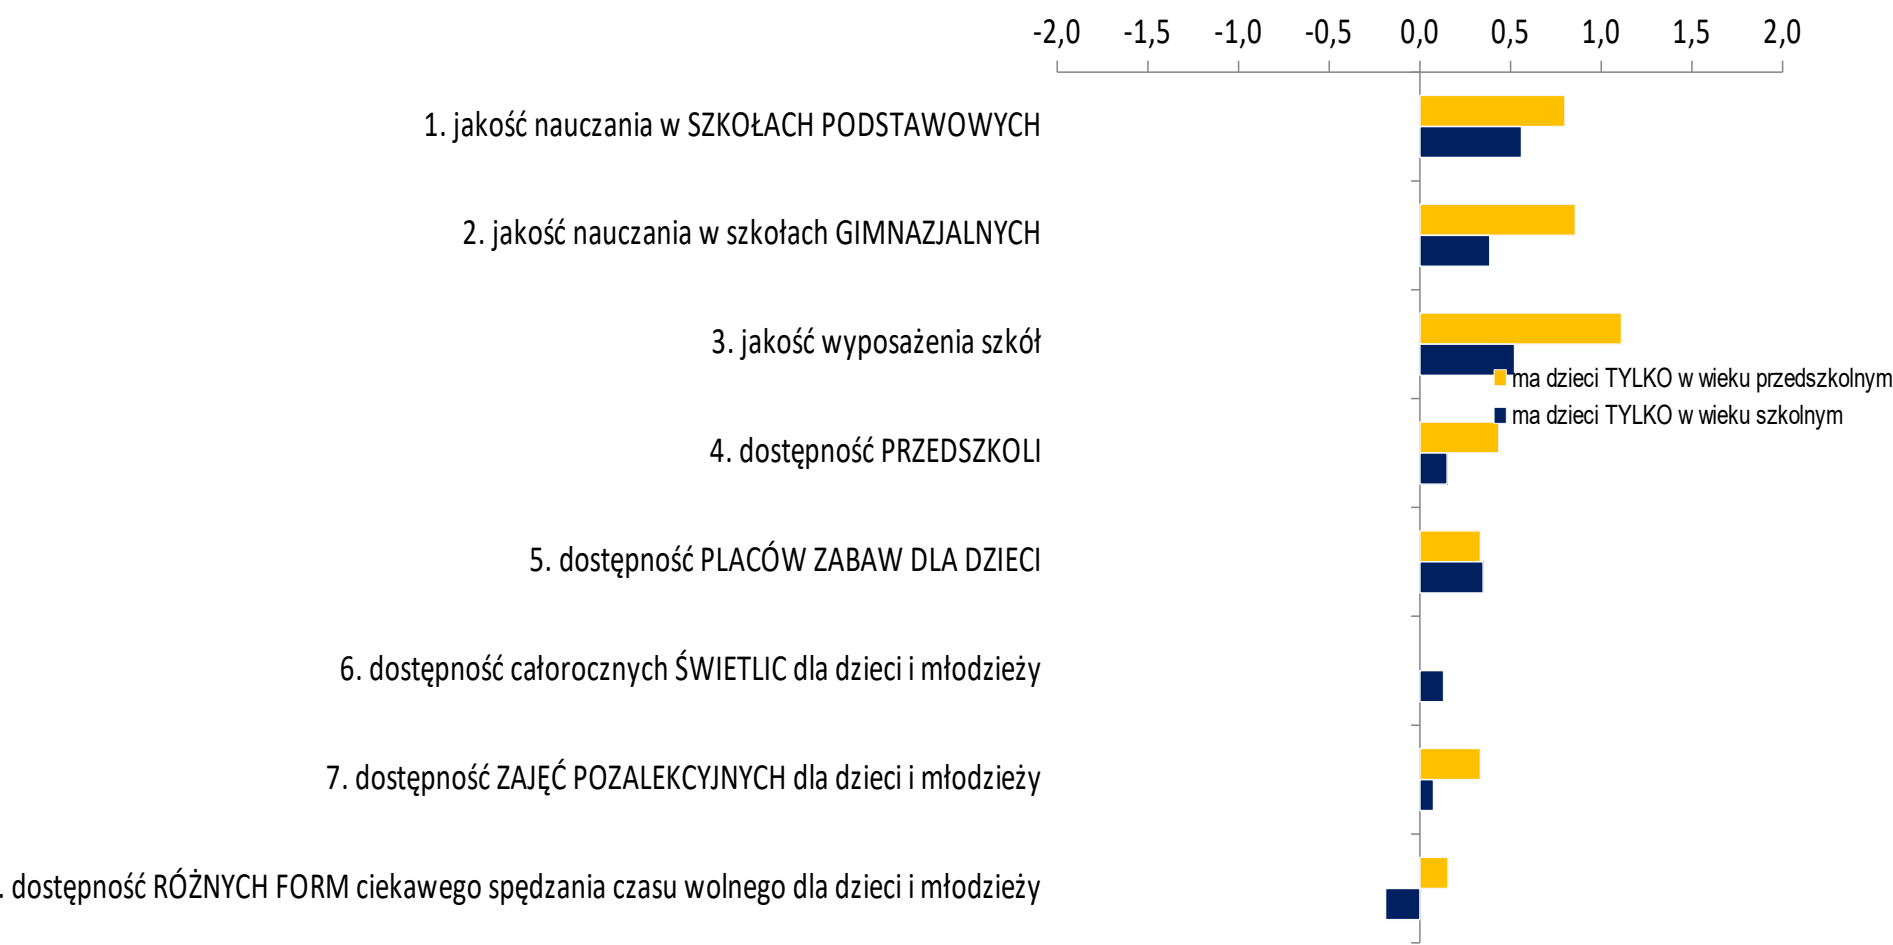 -2,0 -1,5 -1,0 -0,5 0,0 0,5 1,0 1,5 2,0
1. jakość nauczania w SZKOŁACH PODSTAWOWYCH
2. jakość nauczania w szkołach GIMNAZJALNYCH
3. jakość wyposażenia szkół
ma dzieci TYLKO w wieku przedszkolnym
ma dzieci TYLKO w wieku szkolnym
4. dostępność PRZEDSZKOLI
5. dostępność PLACÓW ZABAW DLA DZIECI
6. dostępność całorocznych ŚWIETLIC dla dzieci i młodzieży
7. dostępność ZAJĘĆ POZALEKCYJNYCH dla dzieci i młodzieży
. dostępność RÓŻNYCH FORM ciekawego spędzania czasu wolnego dla dzieci i młodzieży